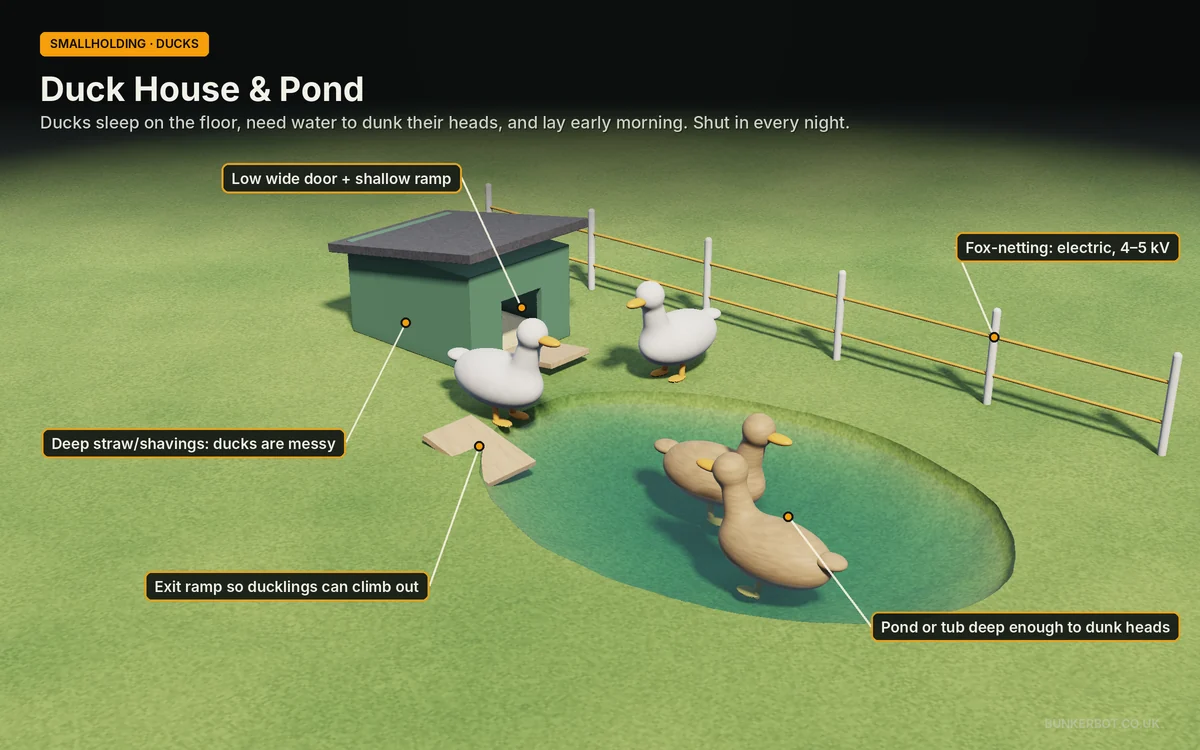 SMALLHOLDING · DUCKS
Duck House & Pond
Ducks sleep on the floor, need water to dunk their heads, and lay early morning. Shut in every night.
Low wide door + shallow ramp
Fox-netting: electric, 4–5 kV
Deep straw/shavings: ducks are messy
Exit ramp so ducklings can climb out
Pond or tub deep enough to dunk heads
BUNKERBOT.CO.UK